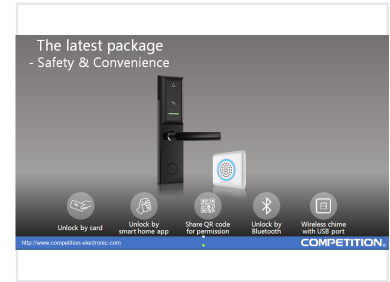 The latest package
- Safety & Convenience
Unlock by card
Unlock by
smart home app
Share QR code
for permission
Unlock by
Bluetooth
Wireless chime
with USB port
http://www.competition-electronic.com
COMPETITION®